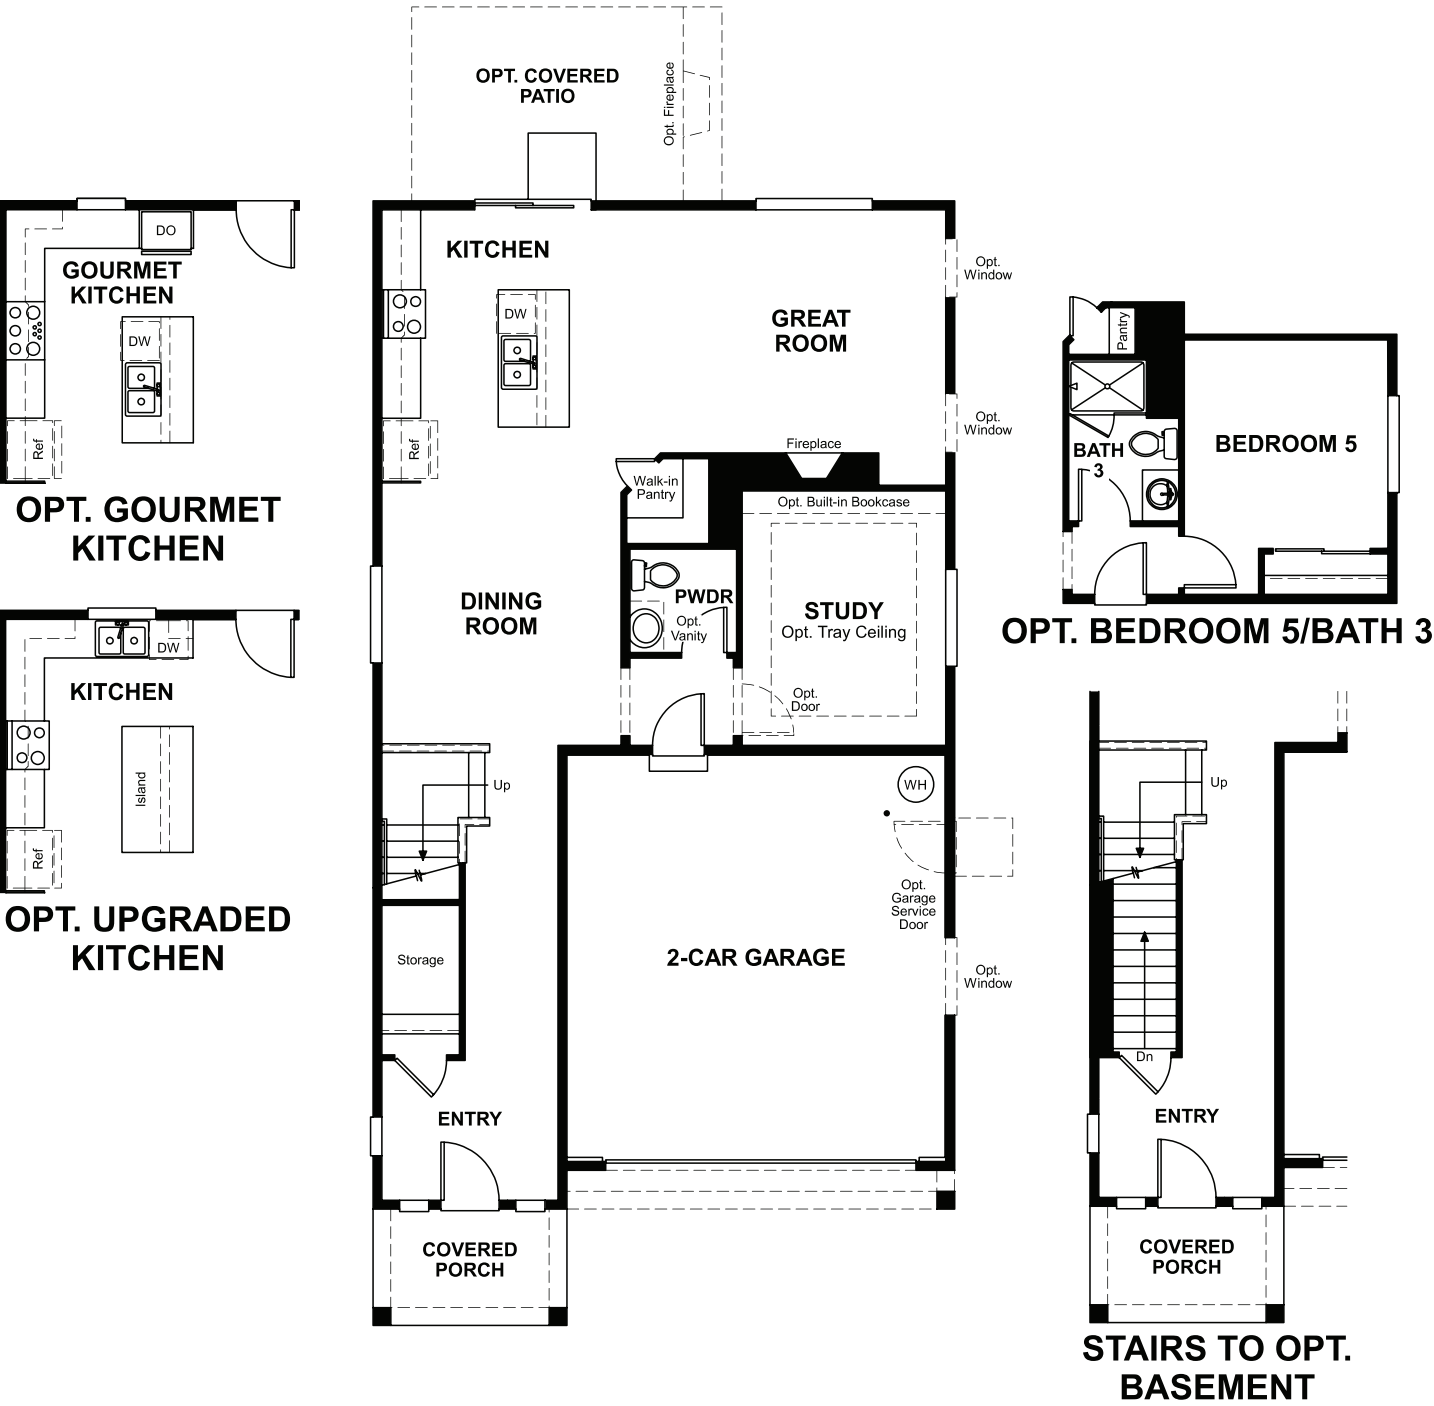 OPT. COVERED
PATIO
Opt. Fireplace
DO
GOURMET
KITCHEN
DW
Ref
OPT. GOURMET
KITCHEN
DW
KITCHEN
Island
Ref
OPT. UPGRADED
KITCHEN
KITCHEN
DW
Ref
GREAT
ROOM
Opt.
Window
Opt.
Window
Fireplace
Walk-in
Pantry
Opt. Built-in Bookcase
DINING
ROOM
PWDR
Opt.
Vanity
STUDY
Opt. Tray Ceiling
Opt.
Door
Up
WH
Opt.
Garage
Service
Door
Storage
2-CAR GARAGE
Opt.
Window
ENTRY
COVERED
PORCH
Pantry
BATH
3
BEDROOM 5
OPT. BEDROOM 5/BATH 3
Up
Dn
ENTRY
COVERED
PORCH
STAIRS TO OPT.
BASEMENT